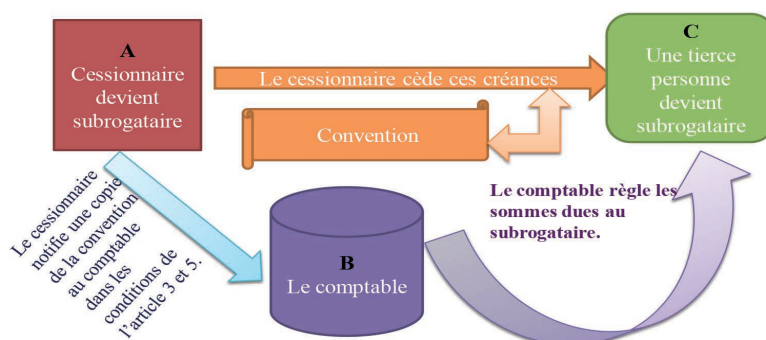 A
Cessionnaire
devient
subrogataire
Le cessionnaire cède ces créances
C
Une tierce
personne
devient
subrogataire
Convention
Le cessionnaire
notifie une copie
de la convention
au comptable
dans les
conditions de
l’article 3 et 5.
B
Le comptable
Le comptable règle les
sommes dues au
subrogataire.